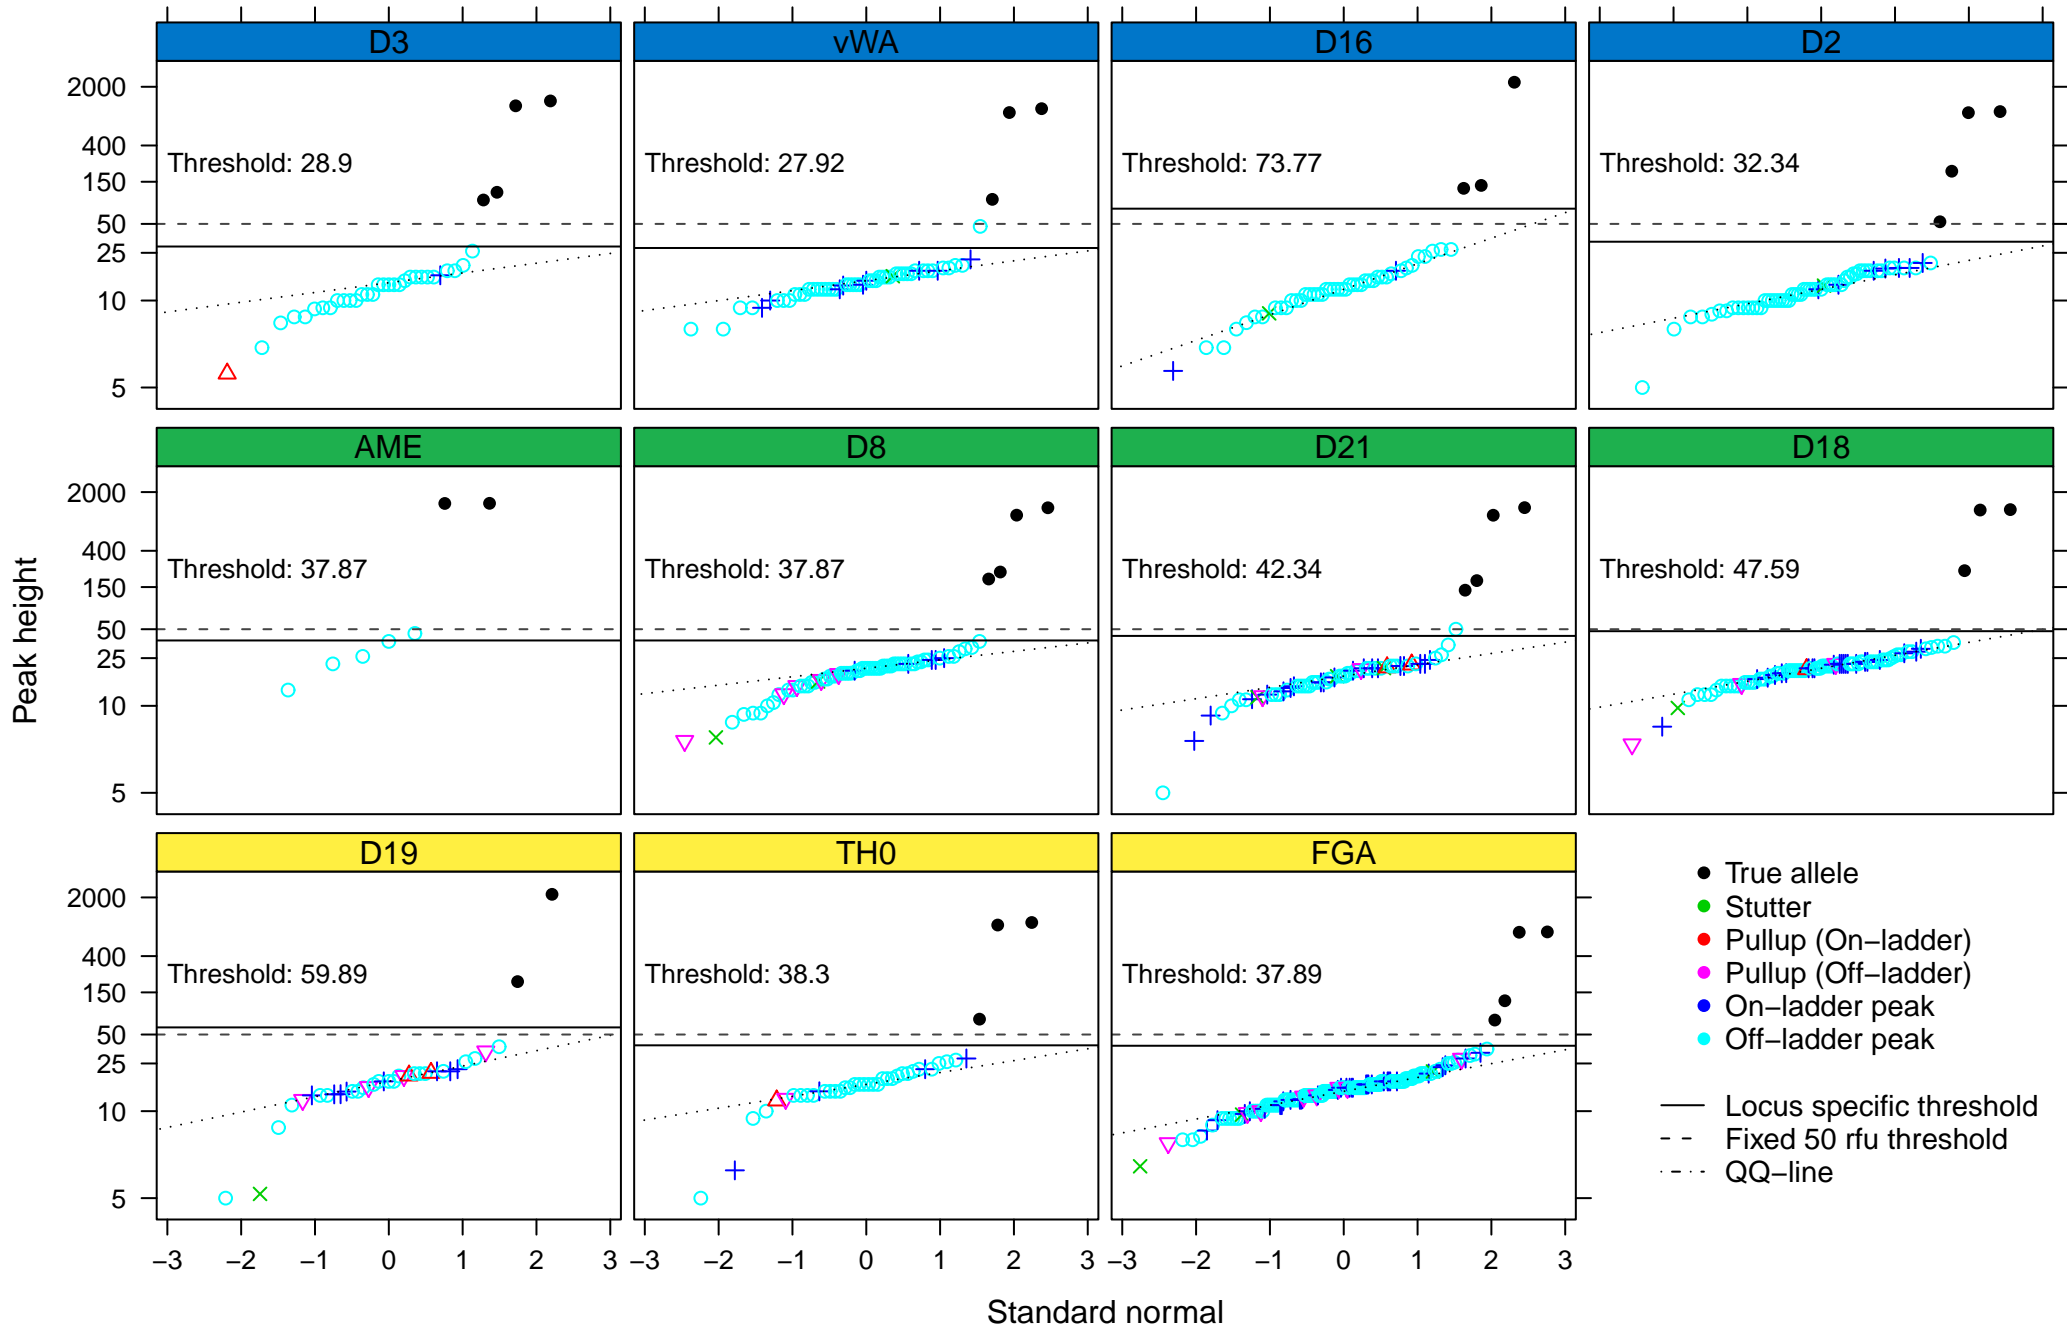 D3 vWA D16 D2
2000
400
150
50
25
10
5
Threshold: 28.9
Threshold: 27.92
Threshold: 73.77
Threshold: 32.34
AME D8 D21 D18
2000
400
150
50
25
10
5
Threshold: 37.87
Threshold: 37.87
Threshold: 42.34
Threshold: 47.59
Peak height
D19 TH0 FGA
2000
400
150
50
25
10
5
Threshold: 59.89
Threshold: 38.3
Threshold: 37.89
True allele
Stutter
Pullup (On−ladder)
Pullup (Off−ladder)
On−ladder peak
Off−ladder peak
Locus specific threshold
Fixed 50 rfu threshold
QQ−line
−3 −2 −1 0 1 2 3 −3 −2 −1 0 1 2 3 −3 −2 −1 0 1 2 3
Standard normal